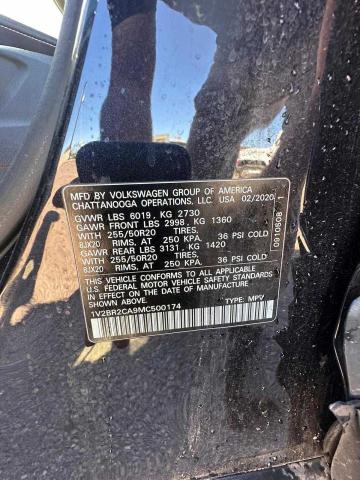 MFD BY VOLKSWAGEN GROUP OF AMERICA
CHATTANOOGA OPERATIONS, LLC. USA 02/2020
GVWR LBS 6019, KG 2730
GAWR FRONT LBS 2998, KG 1360
WITH 255/50R20 36 PSI COLD
8JX20 RIMS, AT 250 KPA
GAWR REAR LBS 3131, KG 1420
WITH 255/50R20 36 PSI COLD
8JX20 RIMS, AT 250 KPA
THIS VEHICLE CONFORMS TO ALL APPLICABLE
U.S. FEDERAL MOTOR VEHICLE SAFETY STANDARDS
IN EFFECT ON THE DATE OF MANUFACTURE
SHOWN ABOVE.
1V2BR2CA9MC500174 TYPE: MPV
0910608 1